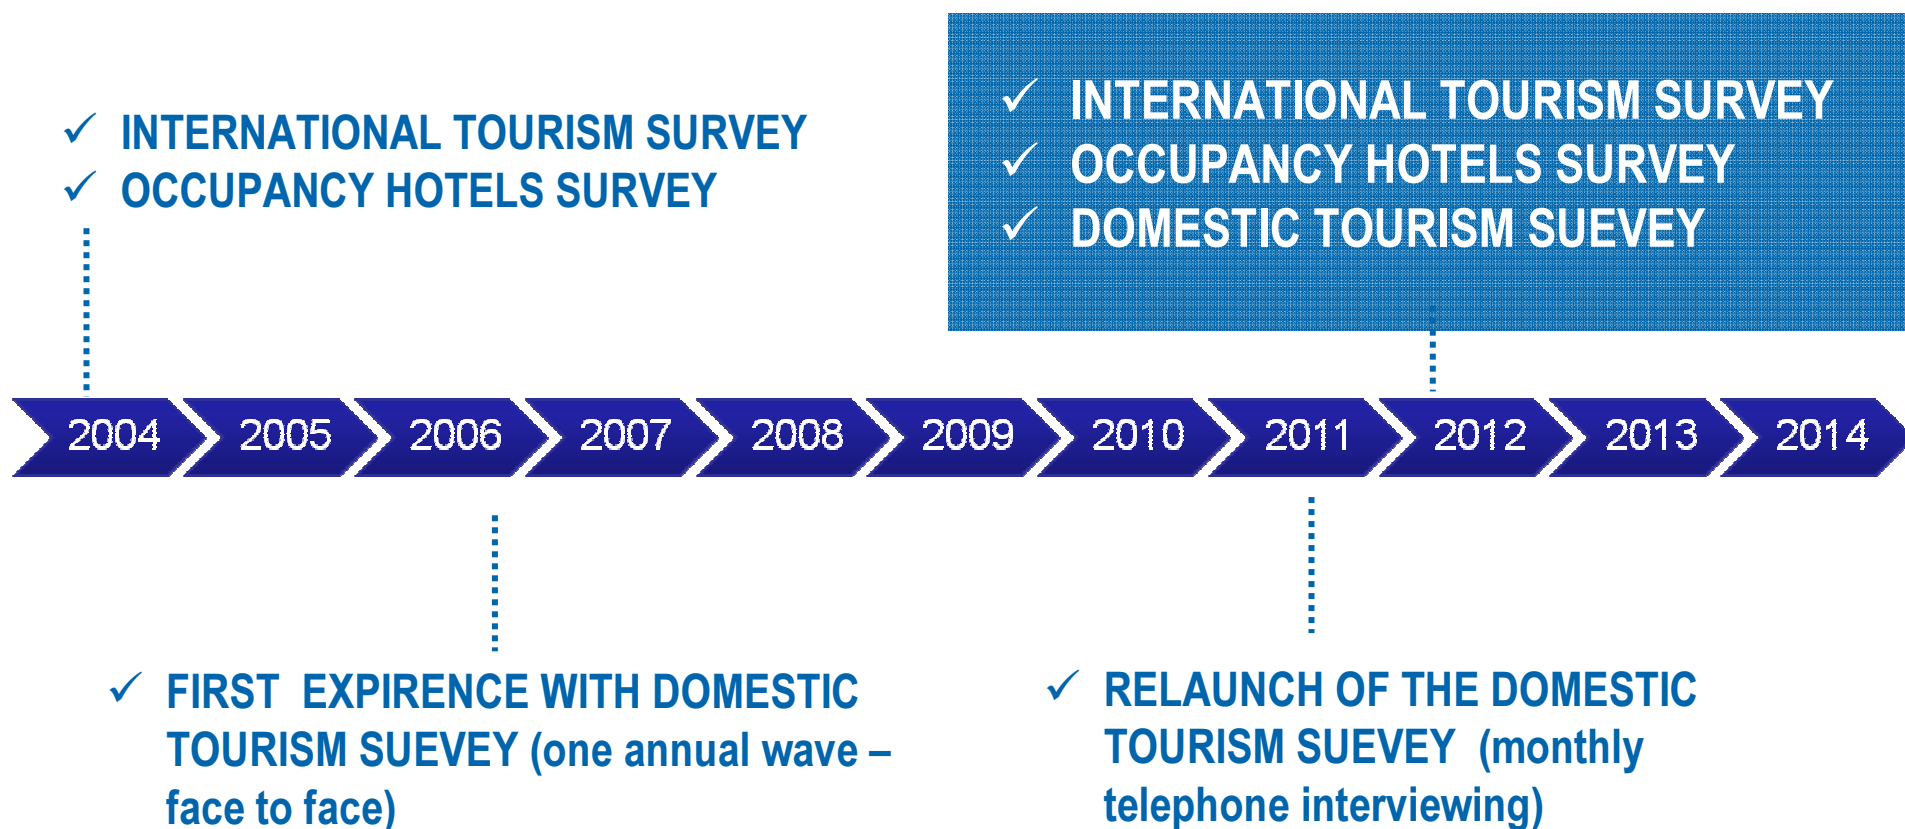 ✓ INTERNATIONAL TOURISM SURVEY
✓ OCCUPANCY HOTELS SURVEY
✓ INTERNATIONAL TOURISM SURVEY
✓ OCCUPANCY HOTELS SURVEY
✓ DOMESTIC TOURISM SUEVEY
2004 2005 2006 2007 2008 2009 2010 2011 2012 2013 2014
✓ FIRST EXPIRENCE WITH DOMESTIC
TOURISM SUEVEY (one annual wave –
face to face)
✓ RELAUNCH OF THE DOMESTIC
TOURISM SUEVEY (monthly
telephone interviewing)